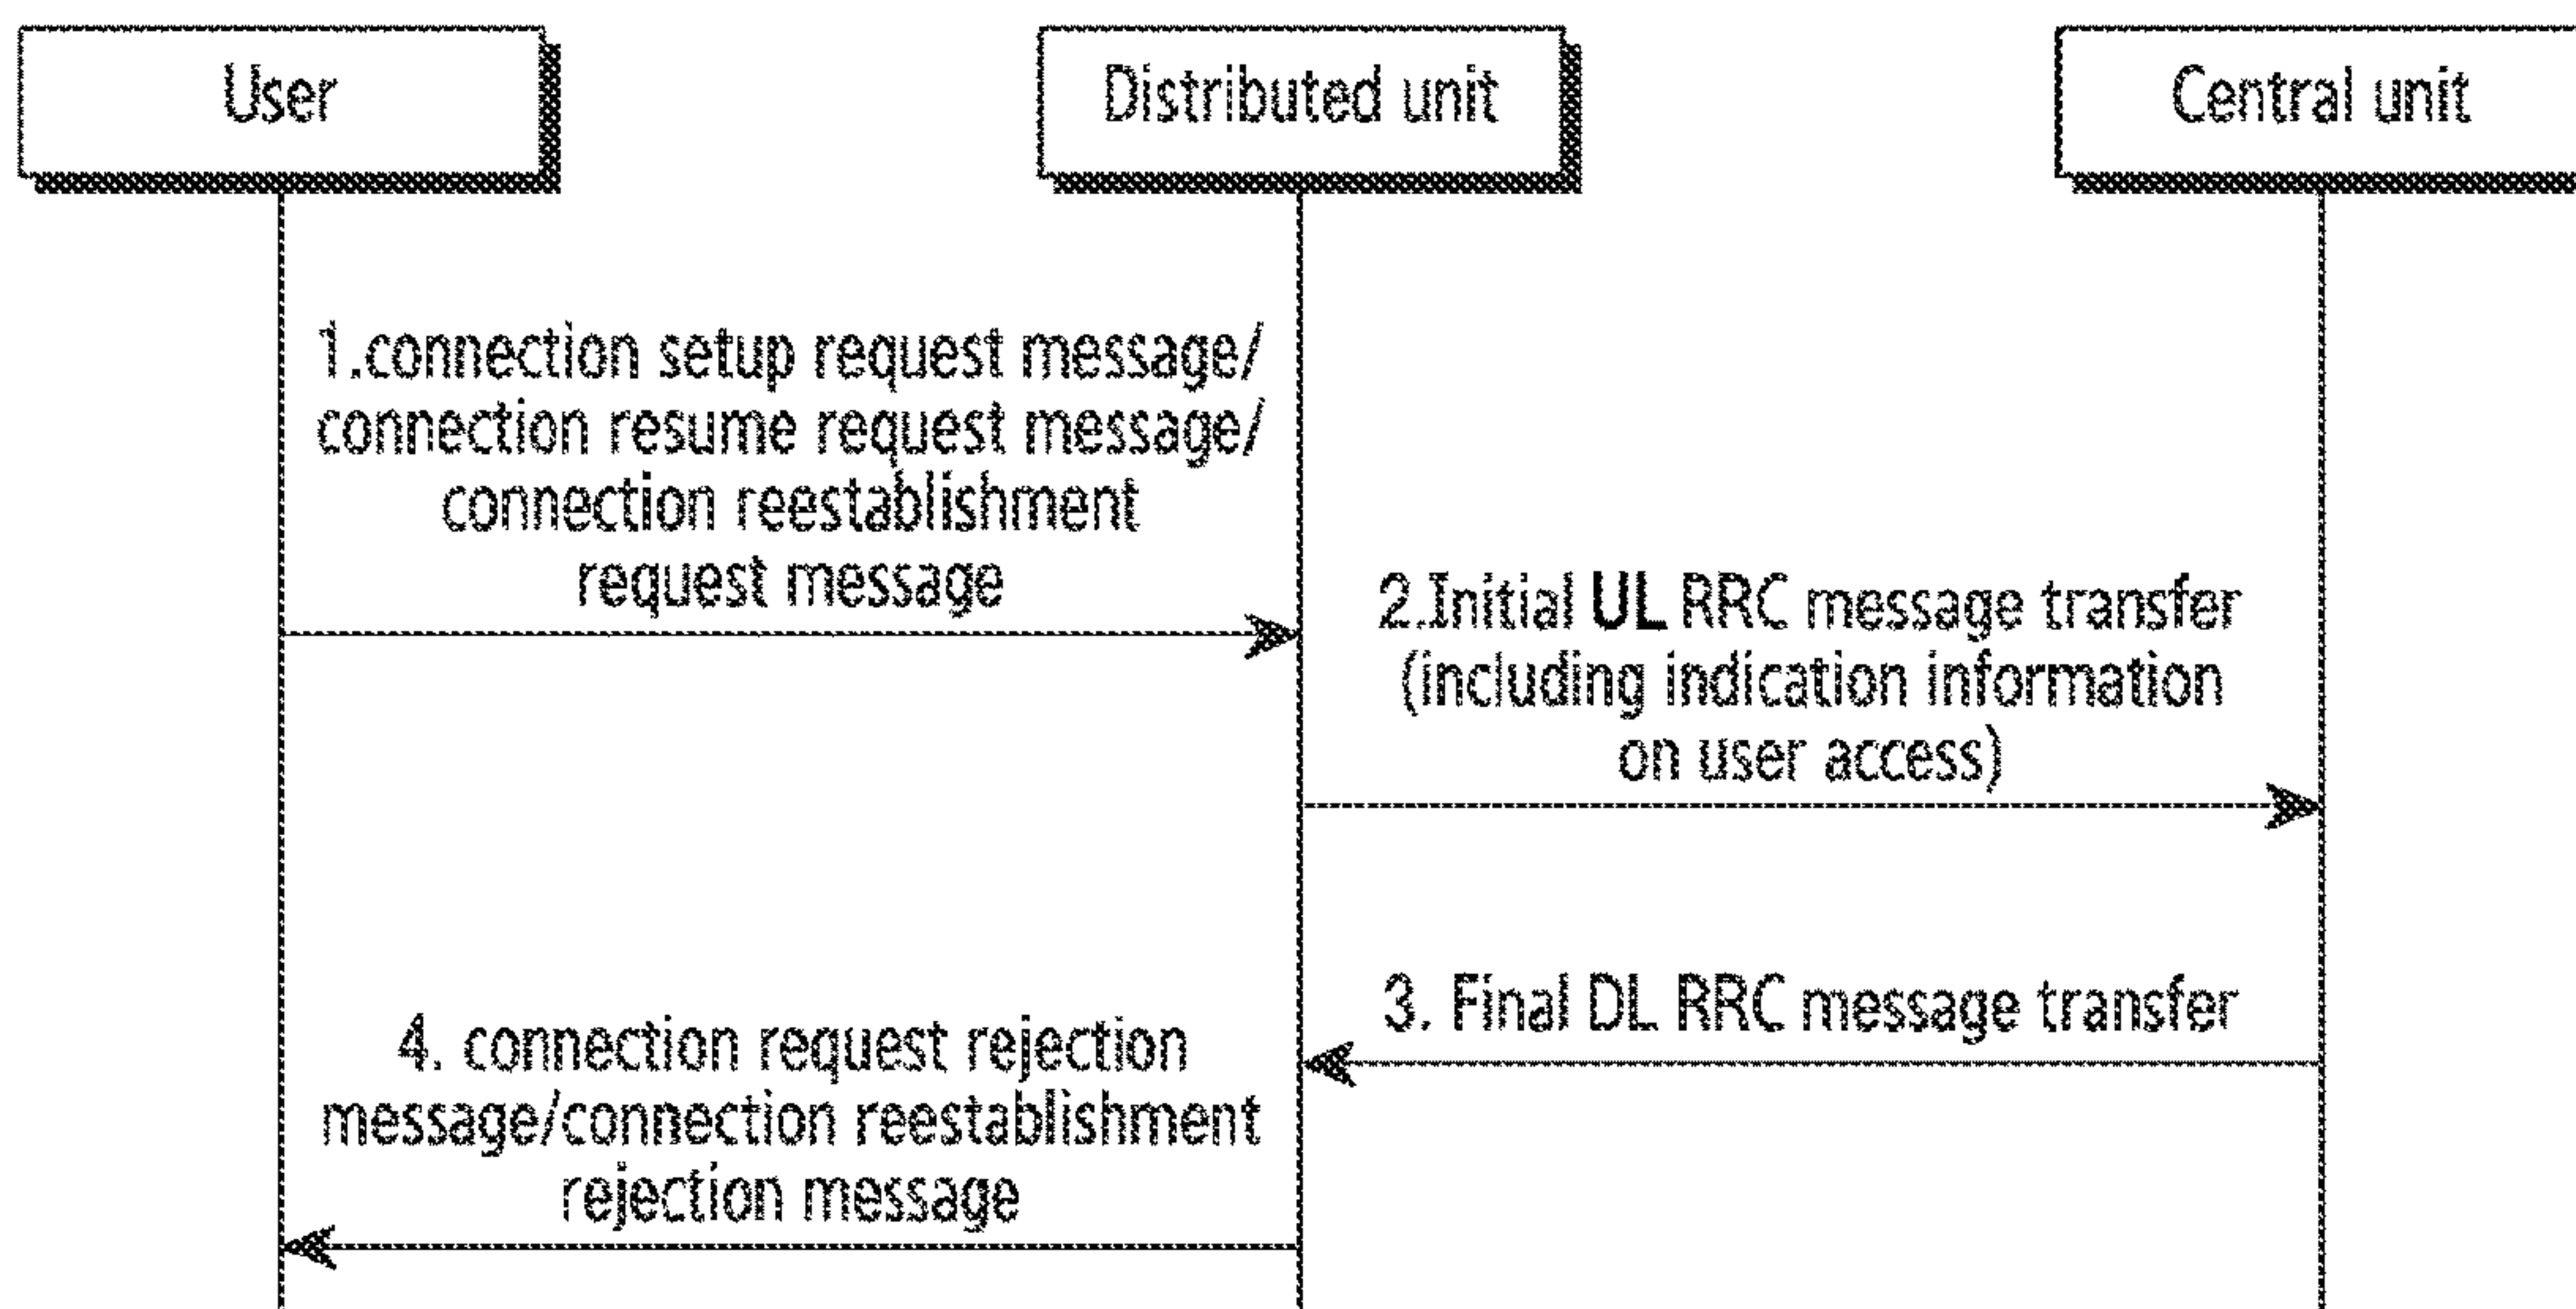 User
Distributed unit
Central unit
1.connection setup request message/
connection resume request message/
connection reestablishment
request message
2.Initial UL RRC message transfer
(including indication information
on user access)
3. Final DL RRC message transfer
4. connection request rejection
message/connection reestablishment
rejection message